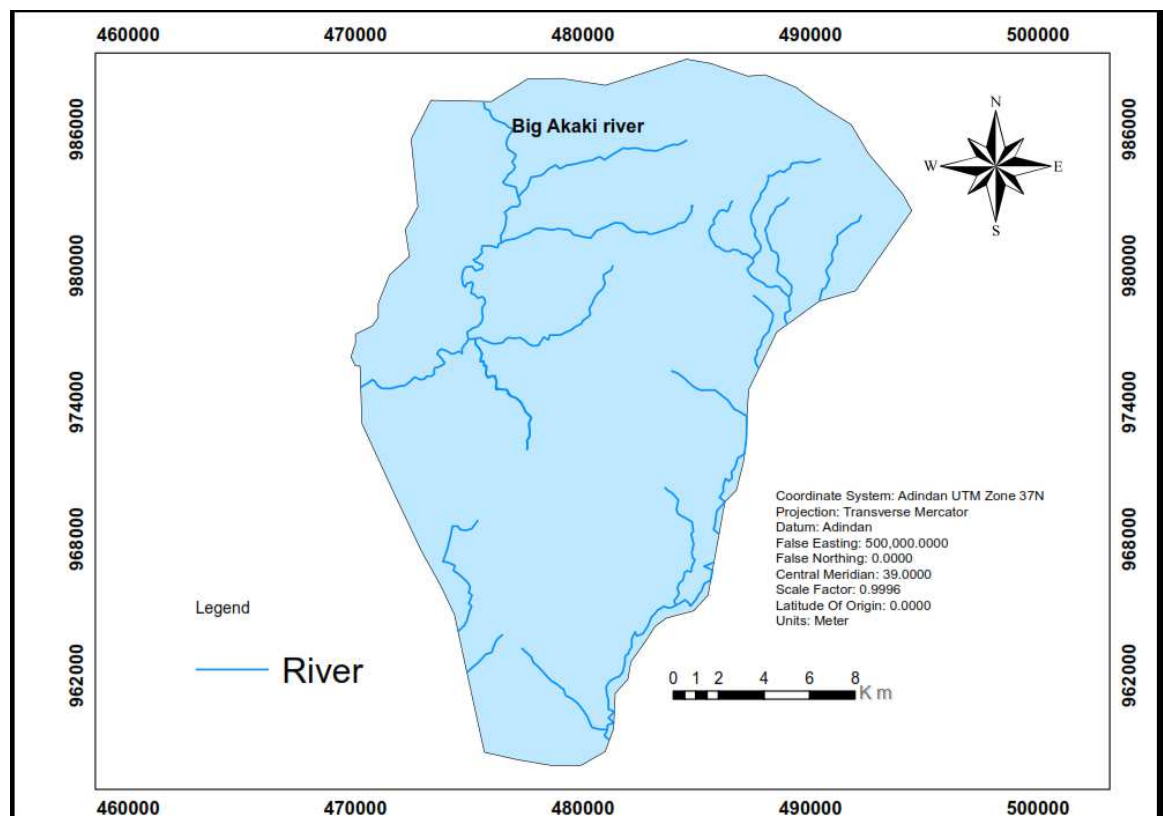 460000 470000 480000 490000 500000
986000
986000
Big Akaki river
N
W
E
S
980000
980000
974000
974000
Coordinate System: Adindan UTM Zone 37N
Projection: Transverse Mercator
Datum: Adindan
False Easting: 500,000.0000
False Northing: 0.0000
Central Meridian: 39.0000
Scale Factor: 0.9996
Latitude Of Origin: 0.0000
Units: Meter
968000
968000
Legend
River
962000
962000
0 1 2 4 6 8
K m
460000 470000 480000 490000 500000